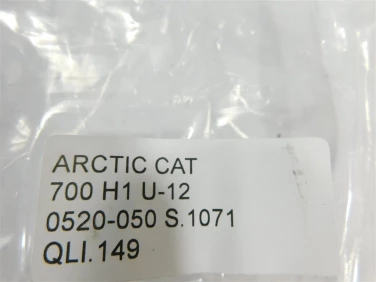 ARCTIC CAT
700 H1 U-12
0520-050 S.1071
QLI.149